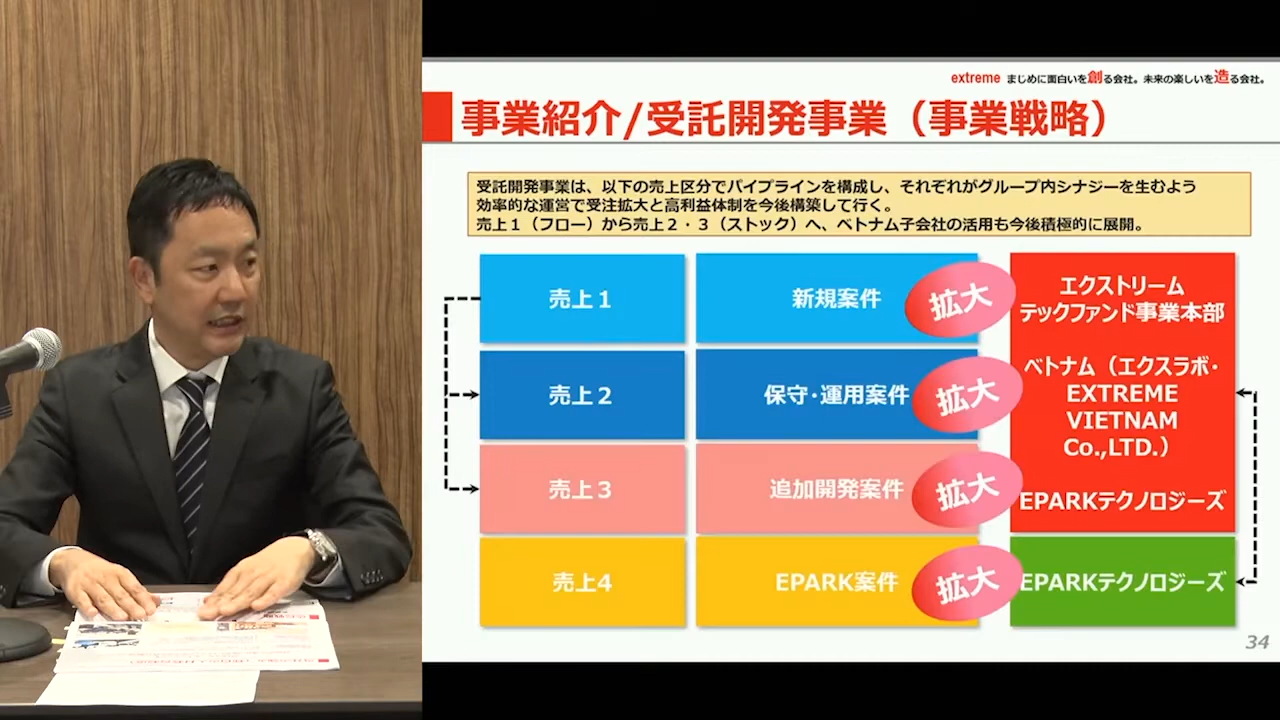 extreme まじめに面白いを創る会社。未来の楽しいを造る会社。
事業紹介/受託開発事業（事業戦略）
受託開発事業は、以下の売上区分でパイプラインを構成し、それぞれがグループ内シナジーを生むよう
効率的な運営で受注拡大と高利益体制を今後構築して行く。
売上１（フロー）から売上２・３（ストック）へ、ベトナム子会社の活用も今後積極的に展開。
売上１
新規案件
拡大
売上２
保守・運用案件
拡大
売上３
追加開発案件
拡大
売上4
EPARK案件
拡大
エクストリーム
テックファンド事業本部
ベトナム（エクスラボ・
EXTREME
VIETNAM
Co.,LTD.）
EPARKテクノロジーズ
EPARKテクノロジーズ
34